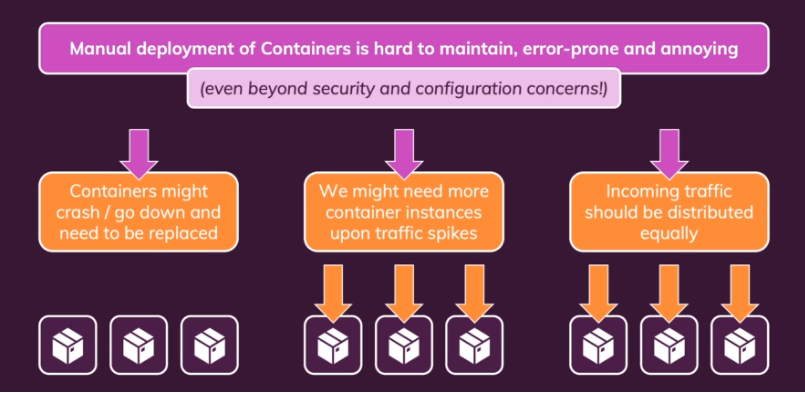 Manual deployment of Containers is hard to maintain, error-prone and annoying
(even beyond security and configuration concerns!)
Containers might
crash / go down and
need to be replaced
We might need more
container instances
upon traffic spikes
Incoming traffic
should be distributed
equally